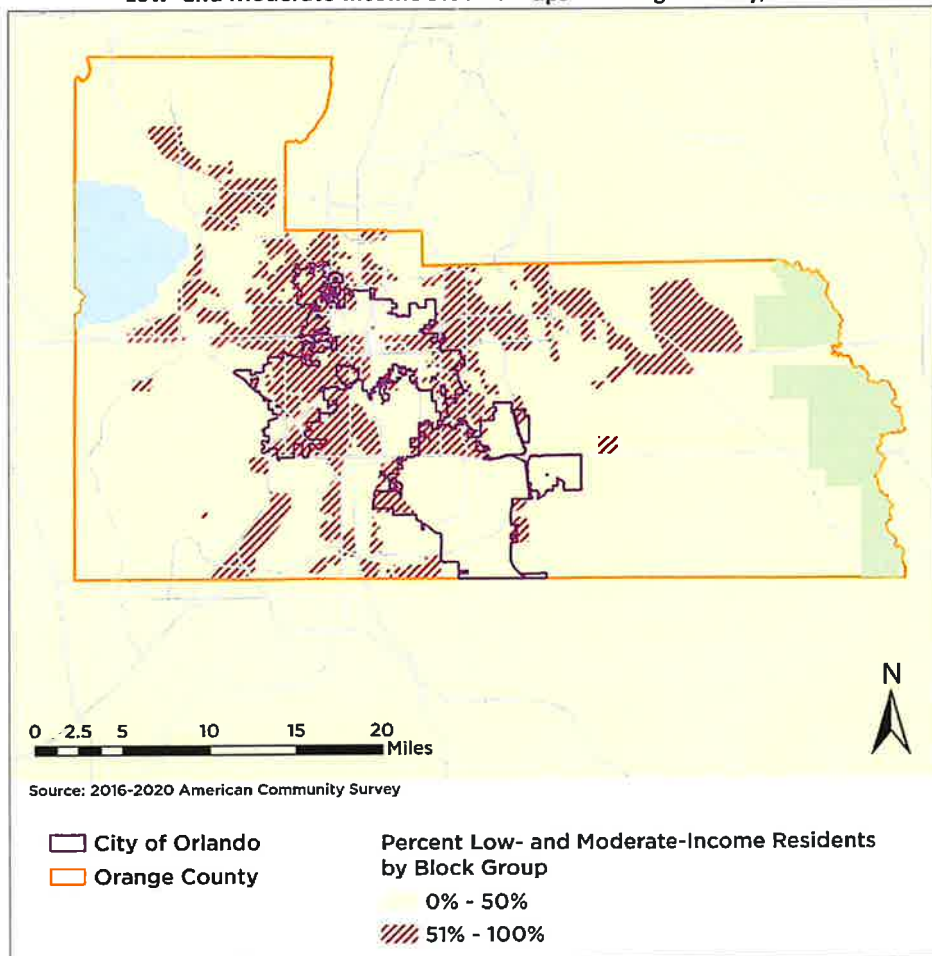 N
0 2.5 5 10 15 20
Miles
Source: 2016-2020 American Community Survey
City of Orlando
Orange County
Percent Low- and Moderate-Income Residents
by Block Group
0% - 50%
51% - 100%